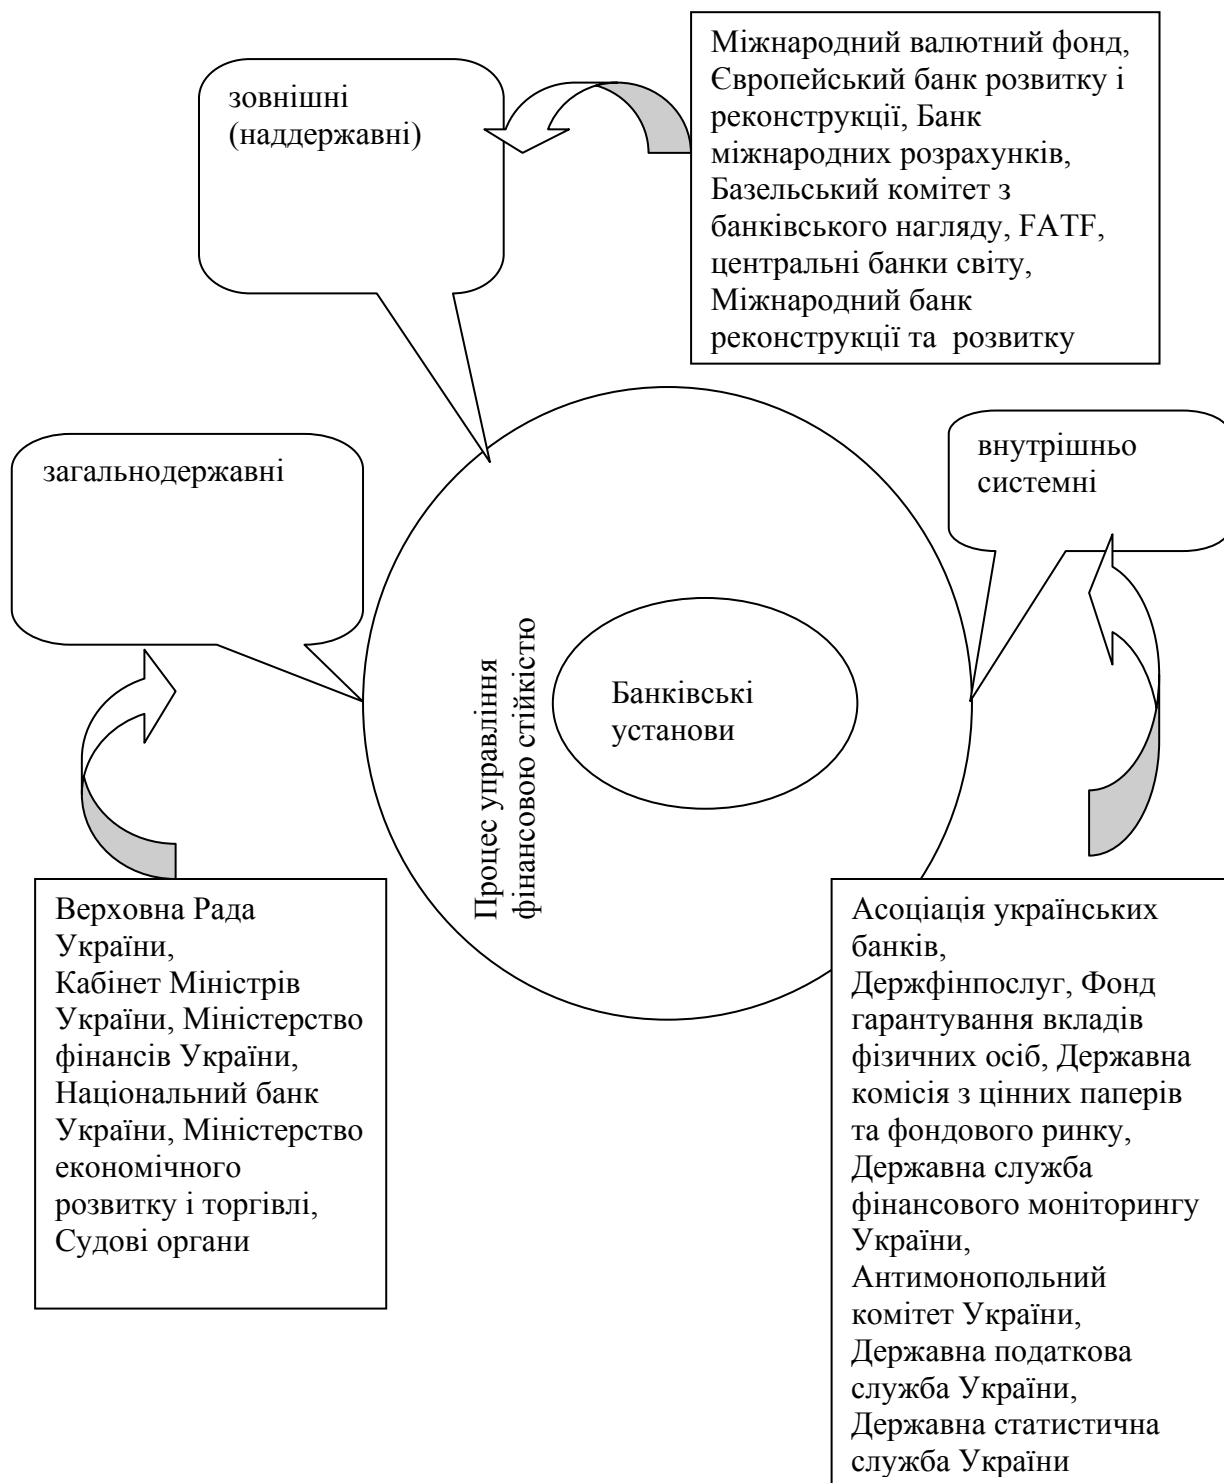 Міжнародний валютний фонд,
Європейський банк розвитку і
реконструкції, Банк
міжнародних розрахунків,
Базельський комітет з
банківського нагляду, FATF,
центральні банки світу,
Міжнародний банк
реконструкції та розвитку
зовнішні
(наддержавні)
загальнодержавні
внутрішньо
системні
Процес управління
фінансовою стійкістю
Банківські
установи
Верховна Рада
України,
Кабінет Міністрів
України, Міністерство
фінансів України,
Національний банк
України, Міністерство
економічного
розвитку і торгівлі,
Судові органи
Асоціація українських
банків,
Держфінпослуг, Фонд
гарантування вкладів
фізичних осіб, Державна
комісія з цінних паперів
та фондового ринку,
Державна служба
фінансового моніторингу
України,
Антимонопольний
комітет України,
Державна податкова
служба України,
Державна статистична
служба України